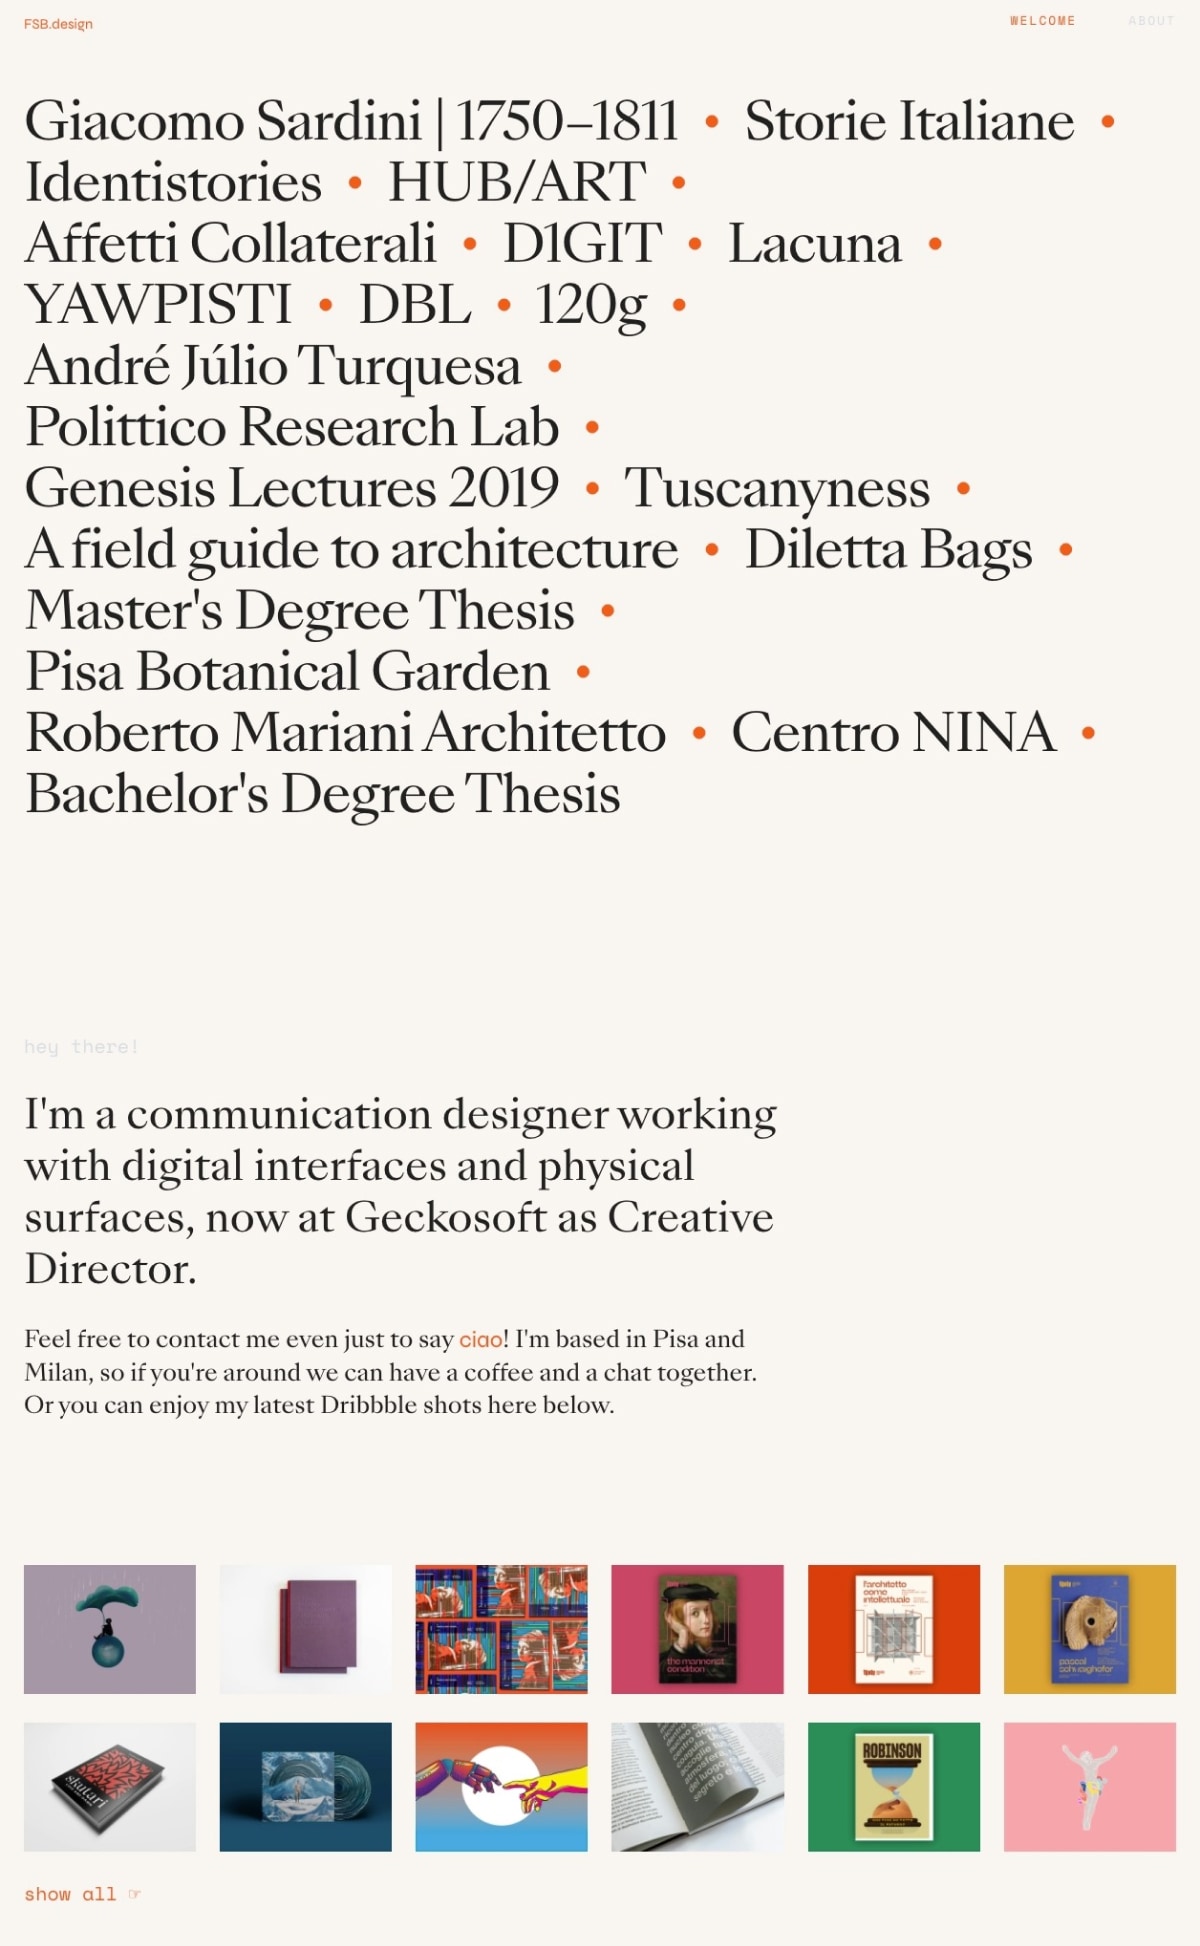 FSB.design
WELCOME ABOUT
Giacomo Sardini | 1750–1811 • Storie Italiane •
Identistories • HUB/ART •
Affetti Collaterali • D1GIT • Lacuna •
YAWPISTI • DBL • 120g •
André Júlio Turquesa •
Polittico Research Lab •
Genesis Lectures 2019 • Tuscanyness •
A field guide to architecture • Diletta Bags •
Master's Degree Thesis •
Pisa Botanical Garden •
Roberto Mariani Architetto • Centro NINA •
Bachelor's Degree Thesis
hey there!
I'm a communication designer working
with digital interfaces and physical
surfaces, now at Geckosoft as Creative
Director.
Feel free to contact me even just to say ciao! I'm based in Pisa and
Milan, so if you're around we can have a coffee and a chat together.
Or you can enjoy my latest Dribbble shots here below.
the mannerist
condition
l'architetto
come
intellettuale
pascal
schwaighofer
skutari
ROBINSON
show all ☞